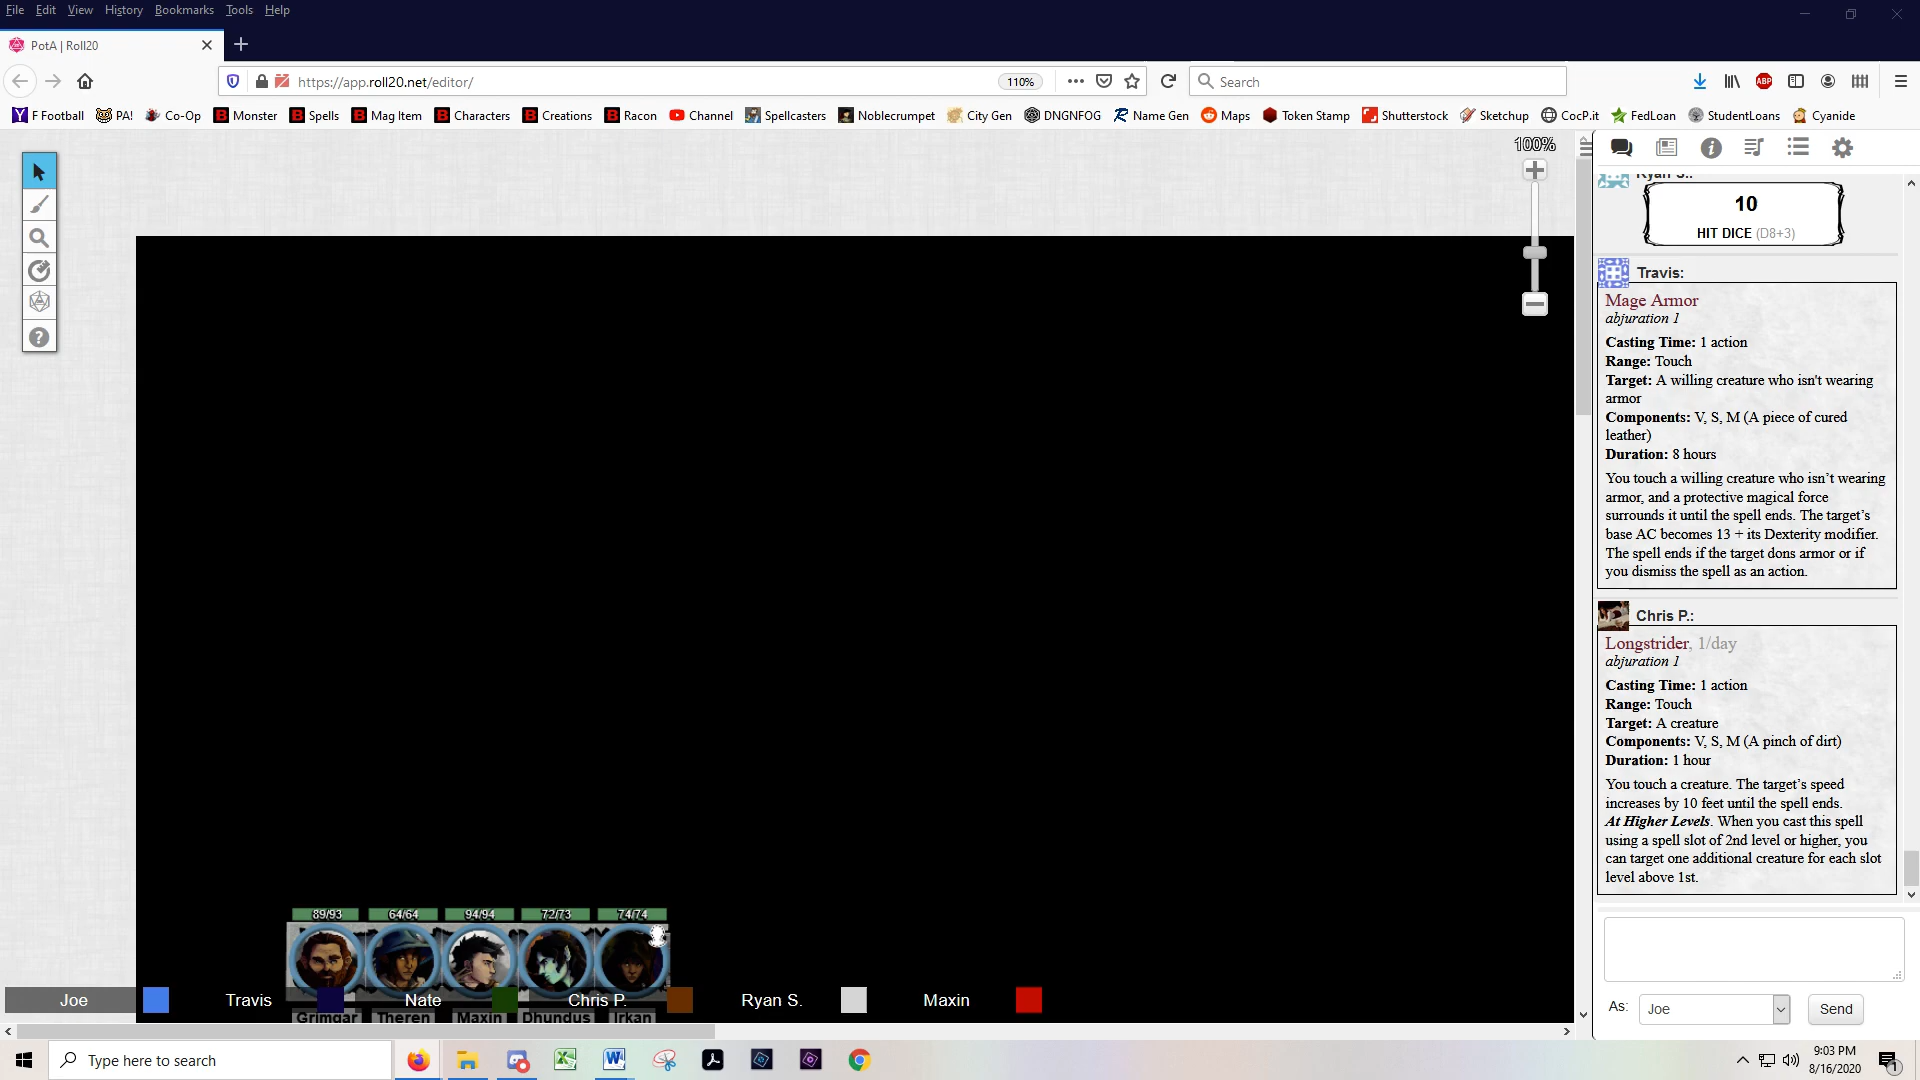 File Edit View History Bookmarks Tools Help
PotA | Roll20
https://app.roll20.net/editor/
110%
Search
F Football PA! Co-Op Monster Spells Mag Item Characters Creations Racon Channel Spellcasters Noblecrumpet City Gen DNGNFOG Name Gen Maps Token Stamp Shutterstock Sketchup CocP.it FedLoan StudentLoans Cyanide
100%
Ryan S.:
10
HIT DICE (D8+3)
Travis:
Mage Armor
abjuration 1
Casting Time: 1 action
Range: Touch
Target: A willing creature who isn't wearing
armor
Components: V, S, M (A piece of cured
leather)
Duration: 8 hours
You touch a willing creature who isn’t wearing
armor, and a protective magical force
surrounds it until the spell ends. The target’s
base AC becomes 13 + its Dexterity modifier.
The spell ends if the target dons armor or if
you dismiss the spell as an action.
Chris P.:
Longstrider, 1/day
abjuration 1
Casting Time: 1 action
Range: Touch
Target: A creature
Components: V, S, M (A pinch of dirt)
Duration: 1 hour
You touch a creature. The target’s speed
increases by 10 feet until the spell ends.
At Higher Levels. When you cast this spell
using a spell slot of 2nd level or higher, you
can target one additional creature for each slot
level above 1st.
89/93 64/64 94/94 72/73 74/74
Joe Travis Nate Chris P. Ryan S. Maxin
Grimgar Theren Maxin Dhundus Irkan
As: Joe Send
Type here to search
9:03 PM
8/16/2020
1